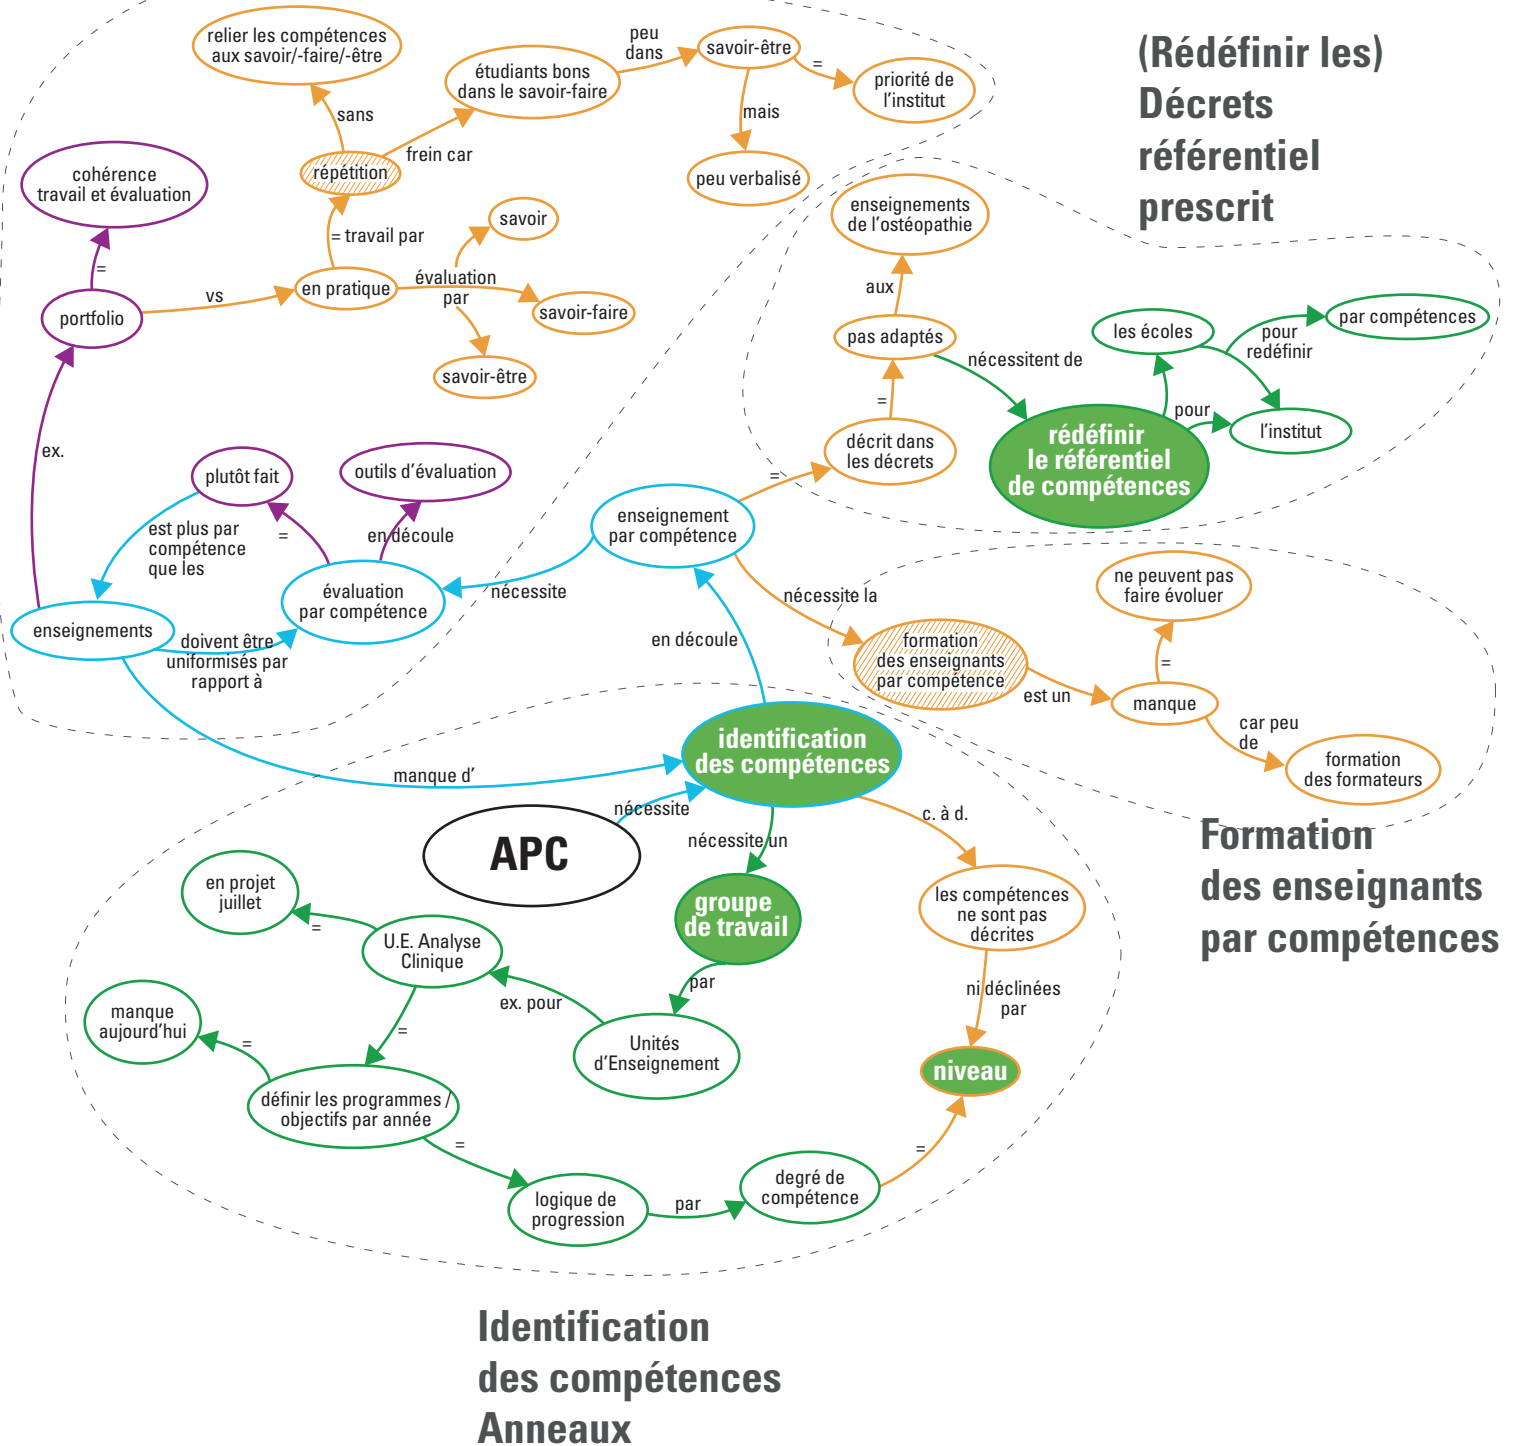 relier les compétences
aux savoir/-faire/-être
étudiants bons
dans le savoir-faire
peu
dans
savoir-être
=
priorité de
l'institut
mais
peu verbalisé
sans
frein car
répétition
= travail par
cohérence
travail et évaluation
=
portfolio
vs
en pratique
évaluation
par
savoir
savoir-faire
savoir-être
ex.
(Rédéfinir les)
Décrets
référentiel
prescrit
enseignements
de l'ostéopathie
aux
pas adaptés
=
décrit dans
les décrets
=
nécessitent de
les écoles
pour
redéfinir
par compétences
pour
l'institut
rédéfinir
le référentiel
de compétences
plutôt fait
outils d'évaluation
est plus par
compétence
que les
=
en découle
évaluation
par compétence
enseignements
doivent être
uniformisés par
rapport à
nécessite
enseignement
par compétence
nécessite la
en découle
formation
des enseignants
par compétence
est un
manque
=
ne peuvent pas
faire évoluer
car peu
de
formation
des formateurs
Formation
des enseignants
par compétences
manque d'
identification
des compétences
nécessite
APC
nécessite un
c. à d.
groupe
de travail
les compétences
ne sont pas
décrites
ni déclinées
par
niveau
par
Unités
d'Enseignement
ex. pour
U.E. Analyse
Clinique
=
en projet
juillet
=
manque
aujourd'hui
=
définir les programmes /
objectifs par année
=
logique de
progression
par
degré de
compétence
=
Identification
des compétences
Anneaux